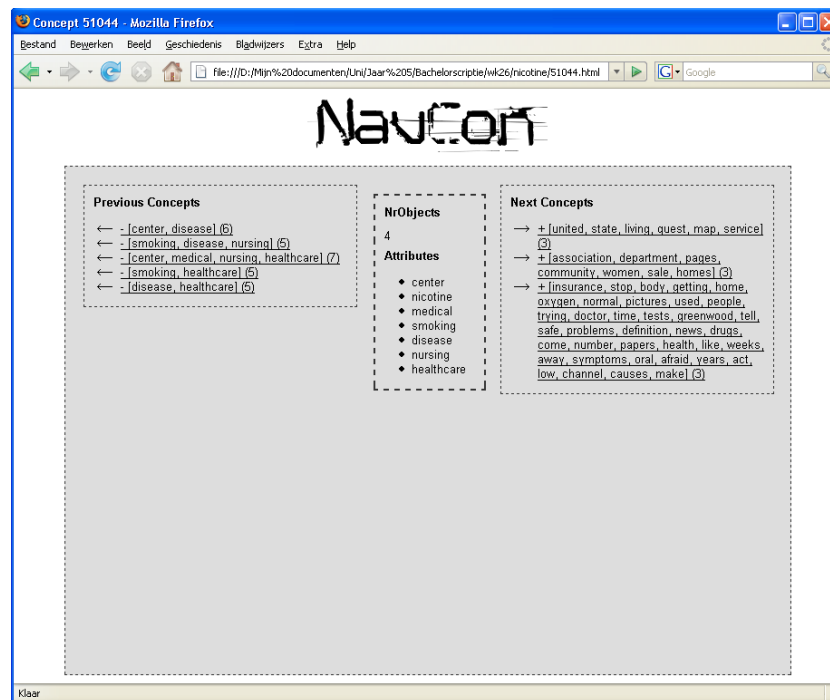 Concept 51044 - Mozilla Firefox
Bestand Bewerken Beeld Geschiedenis Bladwijzers Extra Help
file:///D:/Mijn%20documenten/Uni/Jaar%205/Bachelorscriptie/wk26/nicotine/51044.html
G Google
NavCon
Previous Concepts
← - [center, disease] (6)
← - [smoking, disease, nursing] (5)
← - [center, medical, nursing, healthcare] (7)
← - [smoking, healthcare] (5)
← - [disease, healthcare] (5)
NrObjects
4
Attributes
center
nicotine
medical
smoking
disease
nursing
healthcare
Next Concepts
→ + [united, state, living, quest, map, service]
(3)
→ + [association, department, pages,
community, women, sale, homes] (3)
→ + [insurance, stop, body, getting, home,
oxygen, normal, pictures, used, people,
trying, doctor, time, tests, greenwood, tell,
safe, problems, definition, news, drugs,
come, number, papers, health, like, weeks,
away, symptoms, oral, afraid, years, act,
low, channel, causes, make] (3)
Klaar